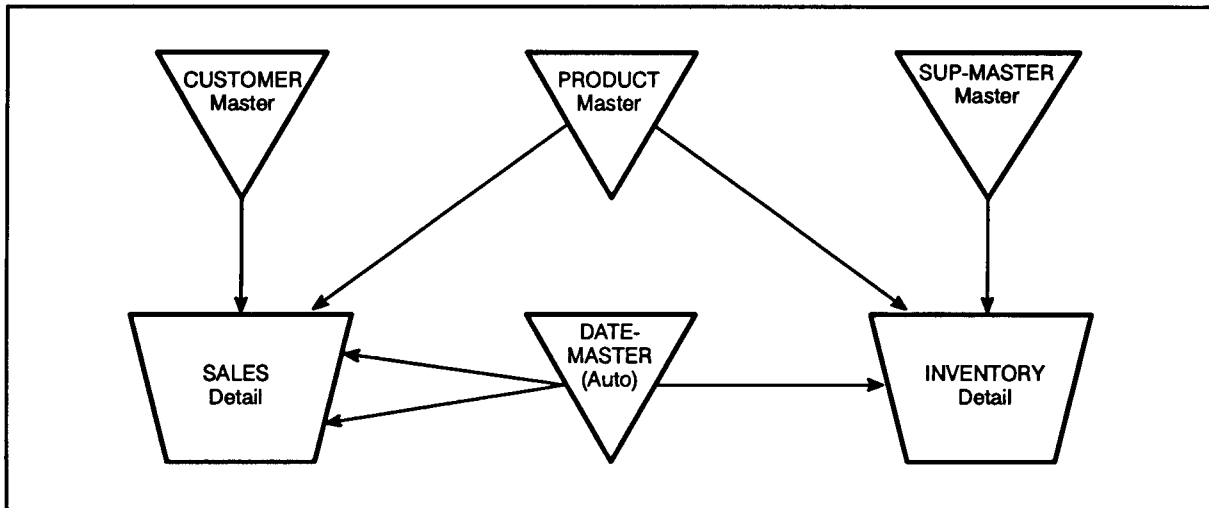 CUSTOMER
Master
PRODUCT
Master
SUP-MASTER
Master
SALES
Detail
DATE-
MASTER
(Auto)
INVENTORY
Detail